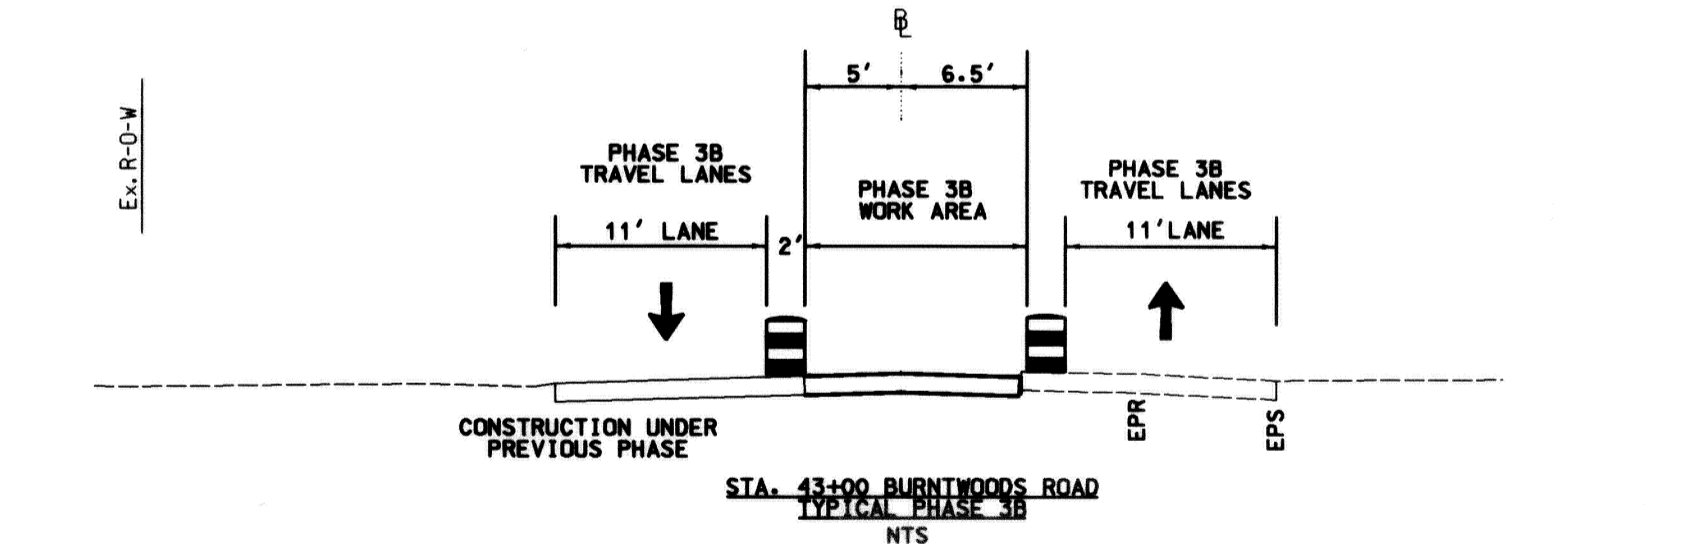 BL
5' 6.5'
Ex. R-O-W
PHASE 3B
TRAVEL LANES
PHASE 3B
TRAVEL LANES
PHASE 3B
WORK AREA
11' LANE
2'
11'LANE
CONSTRUCTION UNDER
PREVIOUS PHASE
EPR
EPS
STA. 43+00 BURNTWOODS ROAD
TYPICAL PHASE 3B
NTS